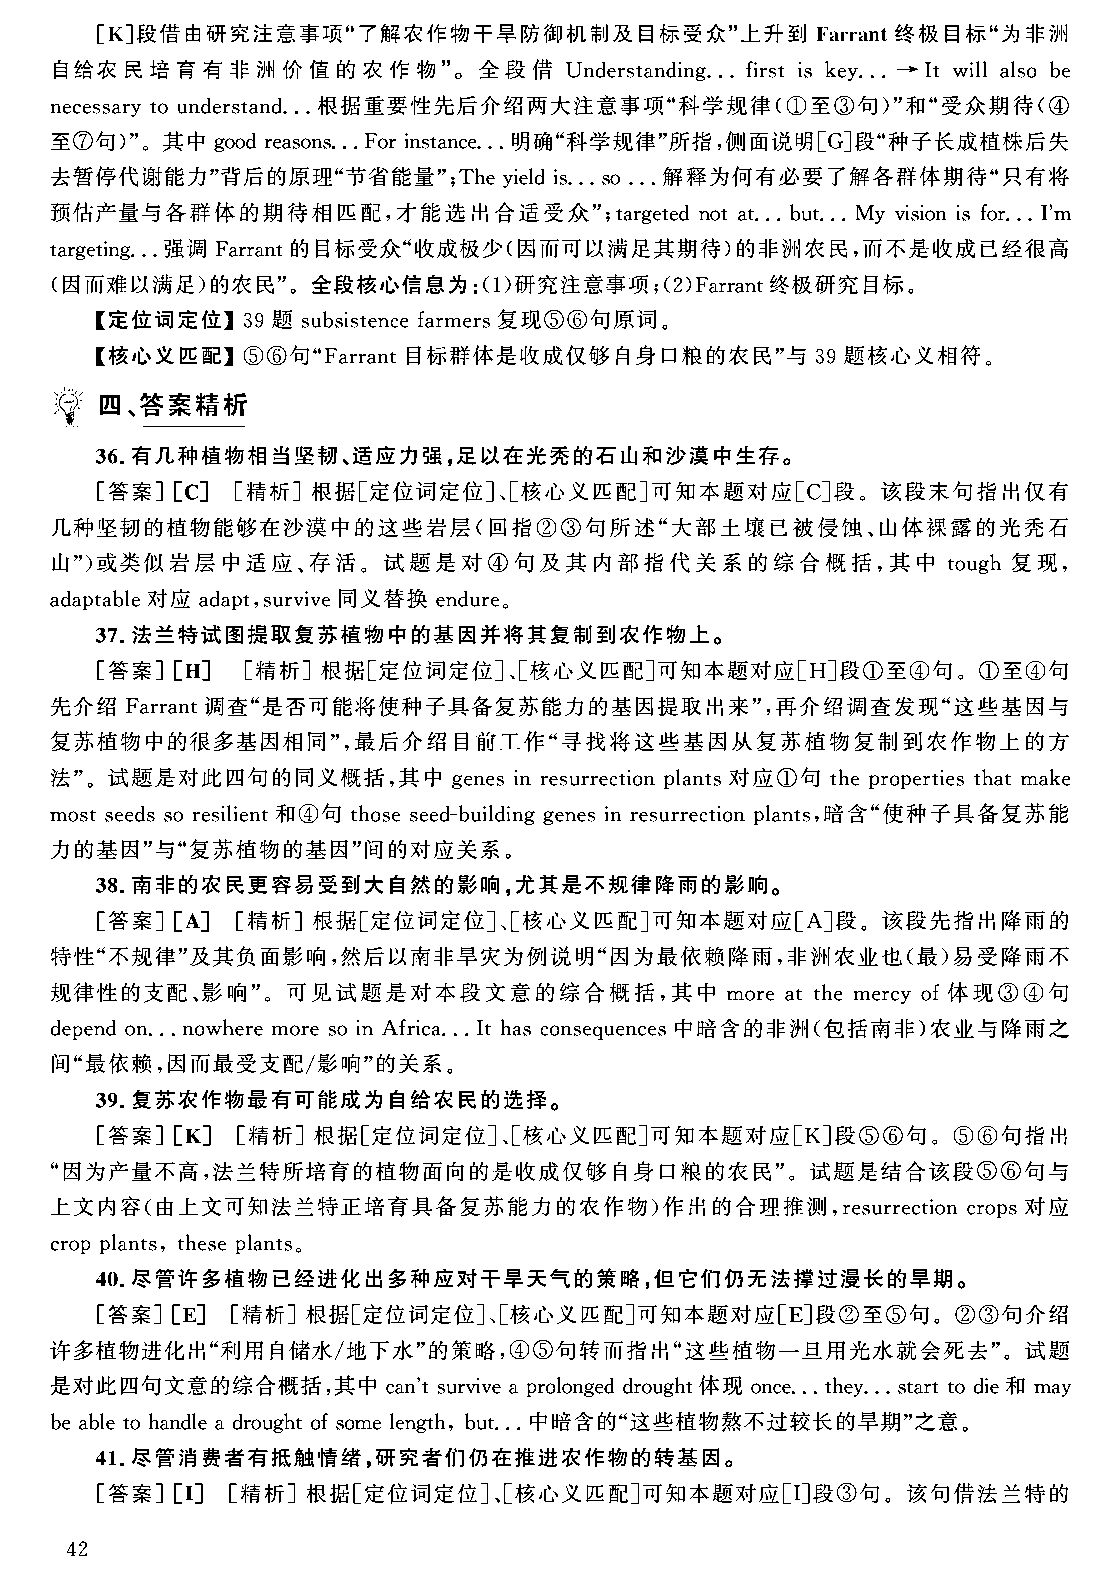 [K]段借由研究注意事项“了解农作物干旱防御机制及目标受众”上升到 Farrant 终极目标“为非洲
自给农民培育有非洲价值的农作物”。全段借 Understanding... first is key... → It will also be
necessary to understand... 根据重要性先后介绍两大注意事项“科学规律(①至③句)”和“受众期待(④
至⑦句)”。其中 good reasons... For instance... 明确“科学规律”所指,侧面说明[G]段“种子长成植株后失
去暂停代谢能力”背后的原理“节省能量”;The yield is... so ... 解释为何有必要了解各群体期待“只有将
预估产量与各群体的期待相匹配,才能选出合适受众”;targeted not at... but... My vision is for... I'm
targeting... 强调 Farrant 的目标受众“收成极少(因而可以满足其期待)的非洲农民,而不是收成已经很高
(因而难以满足)的农民”。全段核心信息为:(1)研究注意事项;(2)Farrant 终极研究目标。
【定位词定位】39 题 subsistence farmers 复现⑤⑥句原词。
【核心义匹配】⑤⑥句“Farrant 目标群体是收成仅够自身口粮的农民”与 39 题核心义相符。
四、答案精析
36. 有几种植物相当坚韧、适应力强,足以在光秃的石山和沙漠中生存。
[答案][C] [精析] 根据[定位词定位]、[核心义匹配]可知本题对应[C]段。该段末句指出仅有
几种坚韧的植物能够在沙漠中的这些岩层(回指②③句所述“大部土壤已被侵蚀、山体裸露的光秃石
山”)或类似岩层中适应、存活。试题是对④句及其内部指代关系的综合概括,其中 tough 复现,
adaptable 对应 adapt,survive 同义替换 endure。
37. 法兰特试图提取复苏植物中的基因并将其复制到农作物上。
[答案][H] [精析] 根据[定位词定位]、[核心义匹配]可知本题对应[H]段①至④句。①至④句
先介绍 Farrant 调查“是否可能将使种子具备复苏能力的基因提取出来”,再介绍调查发现“这些基因与
复苏植物中的很多基因相同”,最后介绍目前工作“寻找将这些基因从复苏植物复制到农作物上的方
法”。试题是对此四句的同义概括,其中 genes in resurrection plants 对应①句 the properties that make
most seeds so resilient 和④句 those seed-building genes in resurrection plants,暗含“使种子具备复苏能
力的基因”与“复苏植物的基因”间的对应关系。
38. 南非的农民更容易受到大自然的影响,尤其是不规律降雨的影响。
[答案][A] [精析] 根据[定位词定位]、[核心义匹配]可知本题对应[A]段。该段先指出降雨的
特性“不规律”及其负面影响,然后以南非旱灾为例说明“因为最依赖降雨,非洲农业也(最)易受降雨不
规律性的支配、影响”。可见试题是对本段文意的综合概括,其中 more at the mercy of 体现③④句
depend on... nowhere more so in Africa... It has consequences 中暗含的非洲(包括南非)农业与降雨之
间“最依赖,因而最受支配/影响”的关系。
39. 复苏农作物最有可能成为自给农民的选择。
[答案][K] [精析] 根据[定位词定位]、[核心义匹配]可知本题对应[K]段⑤⑥句。⑤⑥句指出
“因为产量不高,法兰特所培育的植物面向的是收成仅够自身口粮的农民”。试题是结合该段⑤⑥句与
上文内容(由上文可知法兰特正培育具备复苏能力的农作物)作出的合理推测,resurrection crops 对应
crop plants, these plants。
40. 尽管许多植物已经进化出多种应对干旱天气的策略,但它们仍无法撑过漫长的旱期。
[答案][E] [精析] 根据[定位词定位]、[核心义匹配]可知本题对应[E]段②至⑤句。②③句介绍
许多植物进化出“利用自储水/地下水”的策略,④⑤句转而指出“这些植物一旦用光水就会死去”。试题
是对此四句文意的综合概括,其中 can't survive a prolonged drought 体现 once... they... start to die 和 may
be able to handle a drought of some length, but... 中暗含的“这些植物熬不过较长的旱期”之意。
41. 尽管消费者有抵触情绪,研究者们仍在推进农作物的转基因。
[答案][I] [精析] 根据[定位词定位]、[核心义匹配]可知本题对应[I]段③句。该句借法兰特的
42